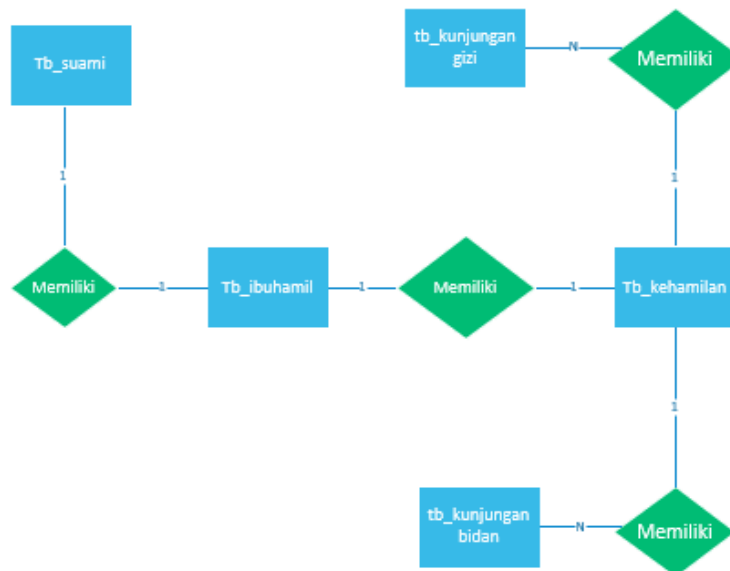 Tb_suami
1
Memiliki
1
Tb_ibuhamil
1
Memiliki
1
Tb_kehamilan
tb_kunjungan
gizi
N
Memiliki
1
1
tb_kunjungan
bidan
N
Memiliki